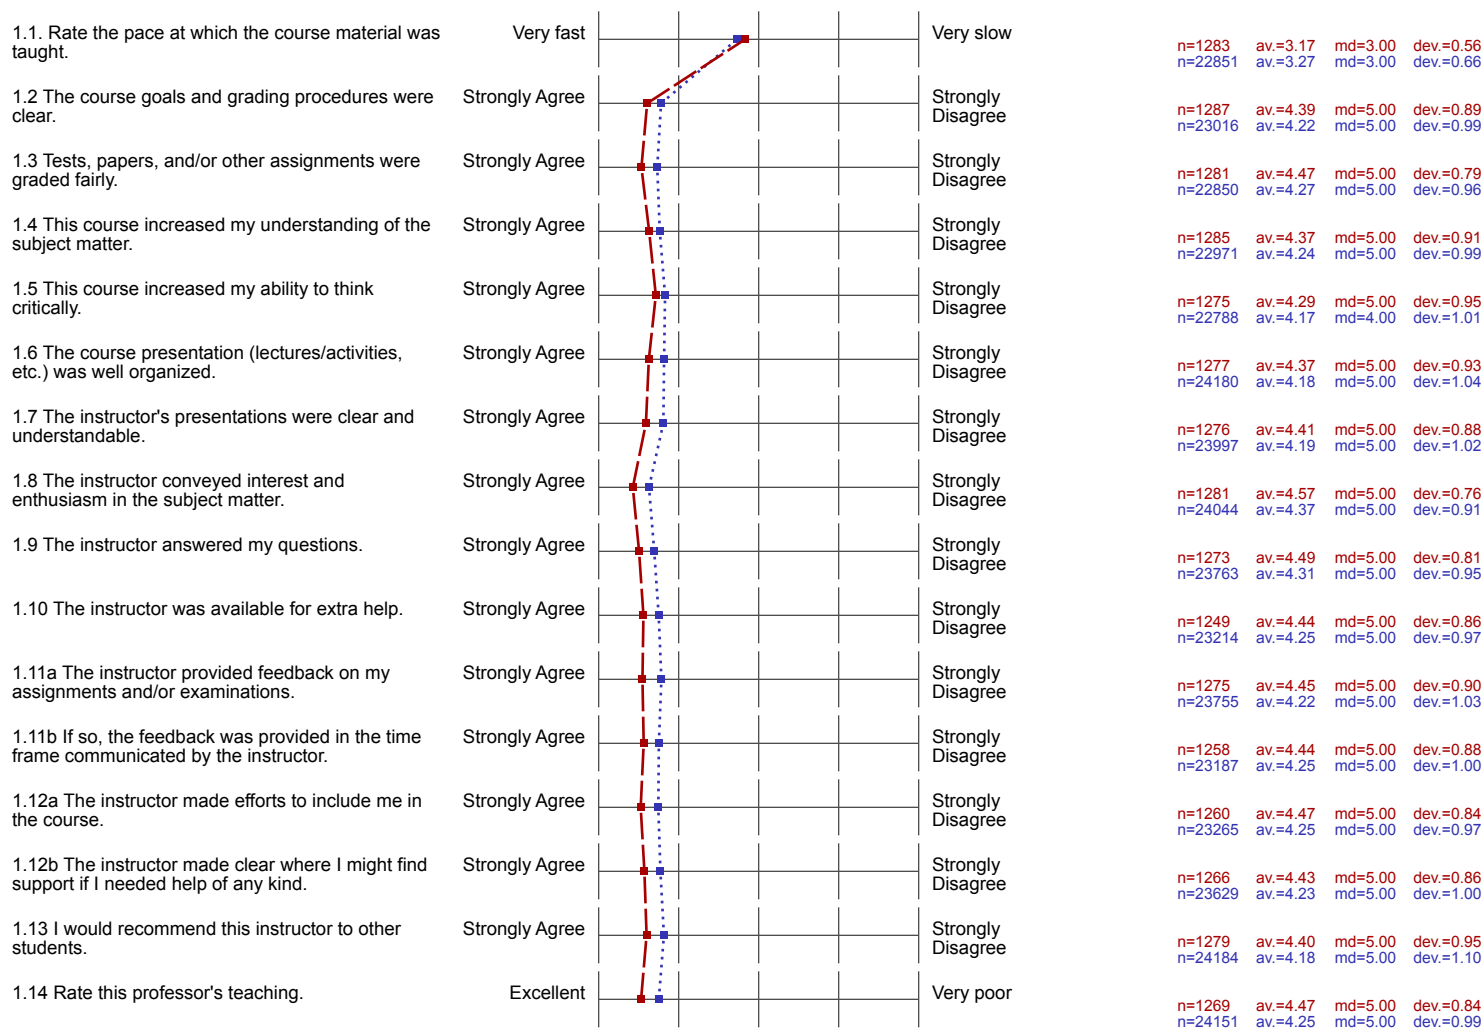 1.1. Rate the pace at which the course material was
taught.
Very fast
Very slow
n=1283 av.=3.17 md=3.00 dev.=0.56
n=22851 av.=3.27 md=3.00 dev.=0.66
1.2 The course goals and grading procedures were
clear.
Strongly Agree
Strongly
Disagree
n=1287 av.=4.39 md=5.00 dev.=0.89
n=23016 av.=4.22 md=5.00 dev.=0.99
1.3 Tests, papers, and/or other assignments were
graded fairly.
Strongly Agree
Strongly
Disagree
n=1281 av.=4.47 md=5.00 dev.=0.79
n=22850 av.=4.27 md=5.00 dev.=0.96
1.4 This course increased my understanding of the
subject matter.
Strongly Agree
Strongly
Disagree
n=1285 av.=4.37 md=5.00 dev.=0.91
n=22971 av.=4.24 md=5.00 dev.=0.99
1.5 This course increased my ability to think
critically.
Strongly Agree
Strongly
Disagree
n=1275 av.=4.29 md=5.00 dev.=0.95
n=22788 av.=4.17 md=4.00 dev.=1.01
1.6 The course presentation (lectures/activities,
etc.) was well organized.
Strongly Agree
Strongly
Disagree
n=1277 av.=4.37 md=5.00 dev.=0.93
n=24180 av.=4.18 md=5.00 dev.=1.04
1.7 The instructor's presentations were clear and
understandable.
Strongly Agree
Strongly
Disagree
n=1276 av.=4.41 md=5.00 dev.=0.88
n=23997 av.=4.19 md=5.00 dev.=1.02
1.8 The instructor conveyed interest and
enthusiasm in the subject matter.
Strongly Agree
Strongly
Disagree
n=1281 av.=4.57 md=5.00 dev.=0.76
n=24044 av.=4.37 md=5.00 dev.=0.91
1.9 The instructor answered my questions.
Strongly Agree
Strongly
Disagree
n=1273 av.=4.49 md=5.00 dev.=0.81
n=23763 av.=4.31 md=5.00 dev.=0.95
1.10 The instructor was available for extra help.
Strongly Agree
Strongly
Disagree
n=1249 av.=4.44 md=5.00 dev.=0.86
n=23214 av.=4.25 md=5.00 dev.=0.97
1.11a The instructor provided feedback on my
assignments and/or examinations.
Strongly Agree
Strongly
Disagree
n=1275 av.=4.45 md=5.00 dev.=0.90
n=23755 av.=4.22 md=5.00 dev.=1.03
1.11b If so, the feedback was provided in the time
frame communicated by the instructor.
Strongly Agree
Strongly
Disagree
n=1258 av.=4.44 md=5.00 dev.=0.88
n=23187 av.=4.25 md=5.00 dev.=1.00
1.12a The instructor made efforts to include me in
the course.
Strongly Agree
Strongly
Disagree
n=1260 av.=4.47 md=5.00 dev.=0.84
n=23265 av.=4.25 md=5.00 dev.=0.97
1.12b The instructor made clear where I might find
support if I needed help of any kind.
Strongly Agree
Strongly
Disagree
n=1266 av.=4.43 md=5.00 dev.=0.86
n=23629 av.=4.23 md=5.00 dev.=1.00
1.13 I would recommend this instructor to other
students.
Strongly Agree
Strongly
Disagree
n=1279 av.=4.40 md=5.00 dev.=0.95
n=24184 av.=4.18 md=5.00 dev.=1.10
1.14 Rate this professor's teaching.
Excellent
Very poor
n=1269 av.=4.47 md=5.00 dev.=0.84
n=24151 av.=4.25 md=5.00 dev.=0.99